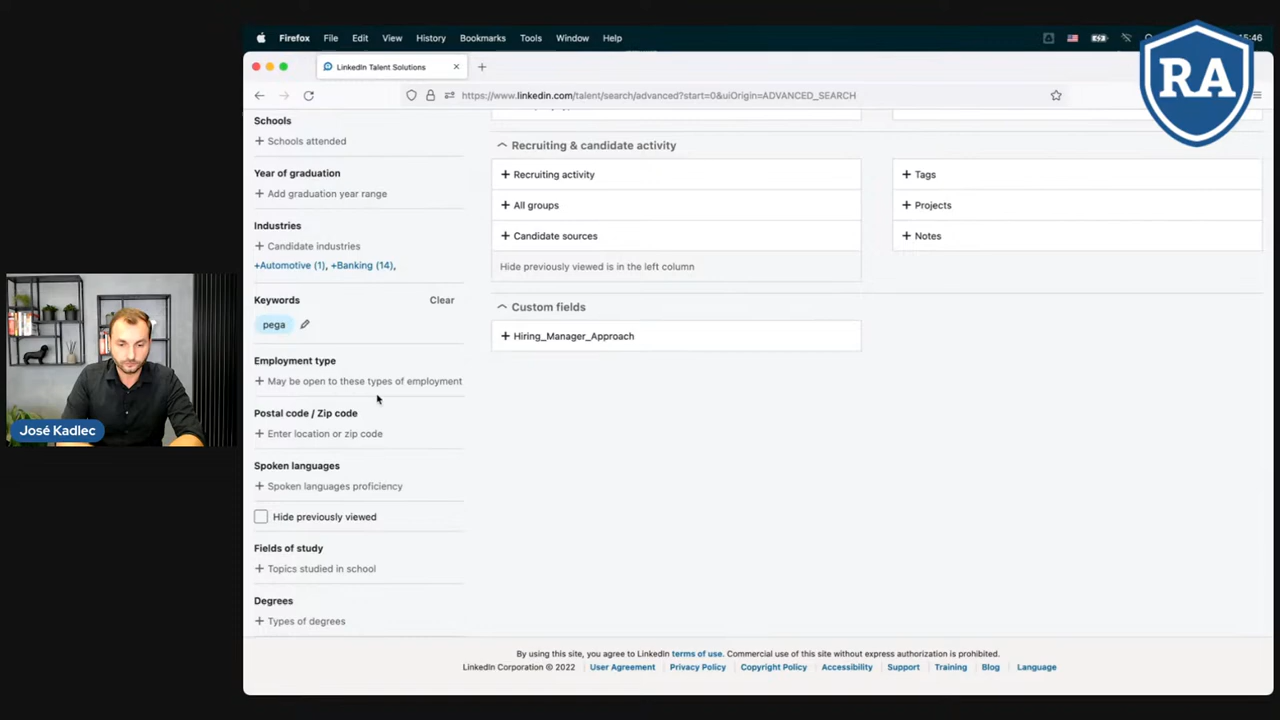 Firefox File Edit View History Bookmarks Tools Window Help
:46
RA
LinkedIn Talent Solutions
https://www.linkedin.com/talent/search/advanced?start=0&uiOrigin=ADVANCED_SEARCH
Schools
+ Schools attended
Year of graduation
+ Add graduation year range
Industries
+ Candidate industries
+Automotive (1), +Banking (14),
Keywords Clear
pega
Employment type
+ May be open to these types of employment
Postal code / Zip code
+ Enter location or zip code
Spoken languages
+ Spoken languages proficiency
Hide previously viewed
Fields of study
+ Topics studied in school
Degrees
+ Types of degrees
Recruiting & candidate activity
+ Recruiting activity
+ All groups
+ Candidate sources
Hide previously viewed is in the left column
+ Tags
+ Projects
+ Notes
Custom fields
+ Hiring_Manager_Approach
José Kadlec
By using this site, you agree to LinkedIn terms of use. Commercial use of this site without express authorization is prohibited.
LinkedIn Corporation © 2022 User Agreement Privacy Policy Copyright Policy Accessibility Support Training Blog Language